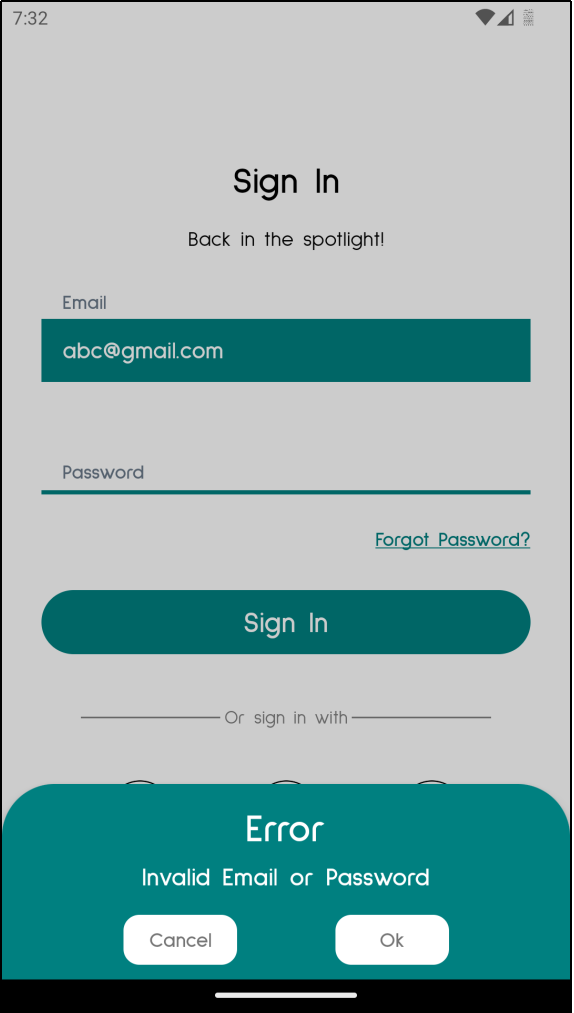 7:32
Sign In
Back in the spotlight!
Email
abc@gmail.com
Password
Forgot Password?
Sign In
Or sign in with
Error
Invalid Email or Password
Cancel Ok